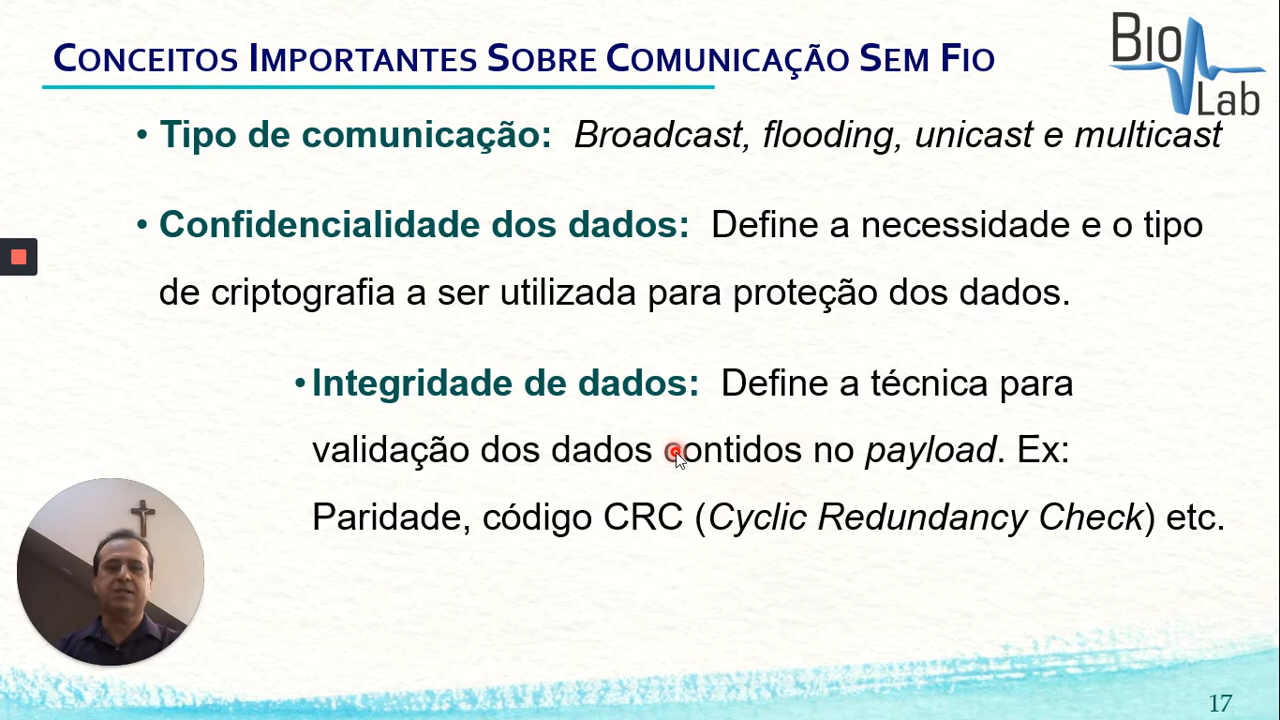 CONCEITOS IMPORTANTES SOBRE COMUNICAÇÃO SEM FIO
Bio
Lab
• Tipo de comunicação: Broadcast, flooding, unicast e multicast
• Confidencialidade dos dados: Define a necessidade e o tipo
de criptografia a ser utilizada para proteção dos dados.
• Integridade de dados: Define a técnica para
validação dos dados contidos no payload. Ex:
Paridade, código CRC (Cyclic Redundancy Check) etc.
17